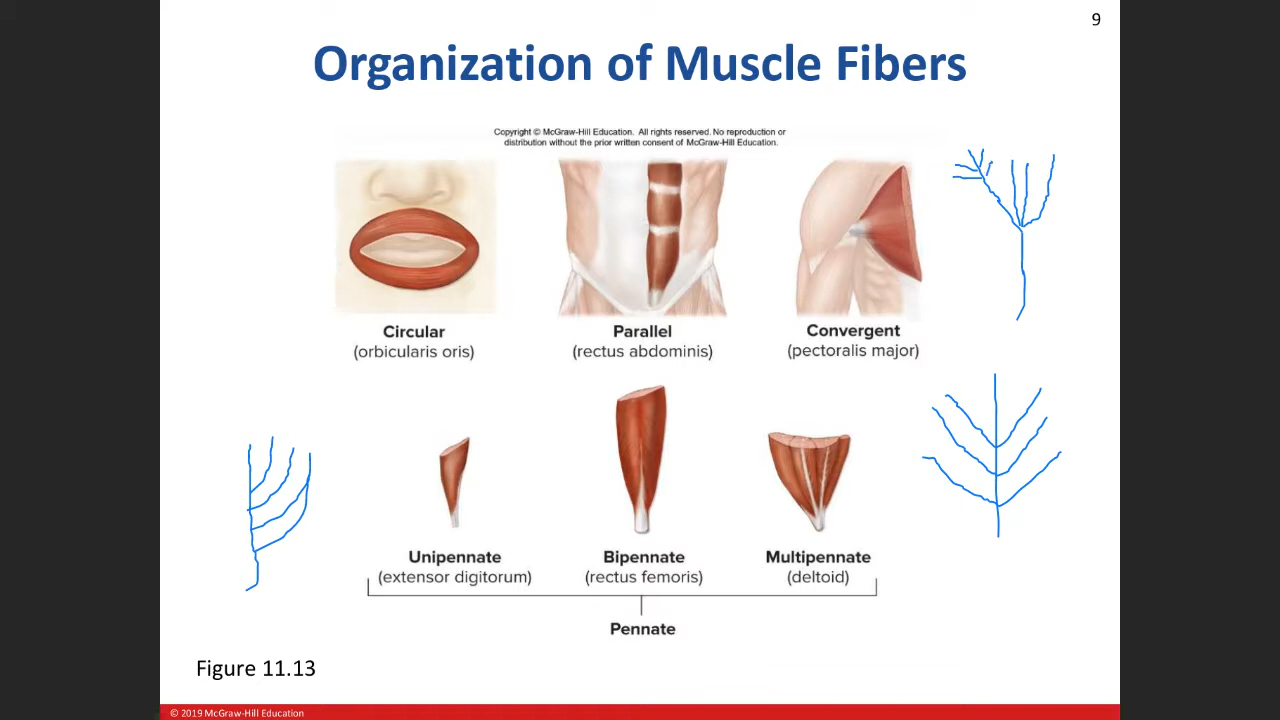 9
Organization of Muscle Fibers
Copyright © McGraw-Hill Education. All rights reserved. No reproduction or
distribution without the prior written consent of McGraw-Hill Education.
Circular
(orbicularis oris)
Parallel
(rectus abdominis)
Convergent
(pectoralis major)
Unipennate
(extensor digitorum)
Bipennate
(rectus femoris)
Multipennate
(deltoid)
Pennate
Figure 11.13
© 2019 McGraw-Hill Education